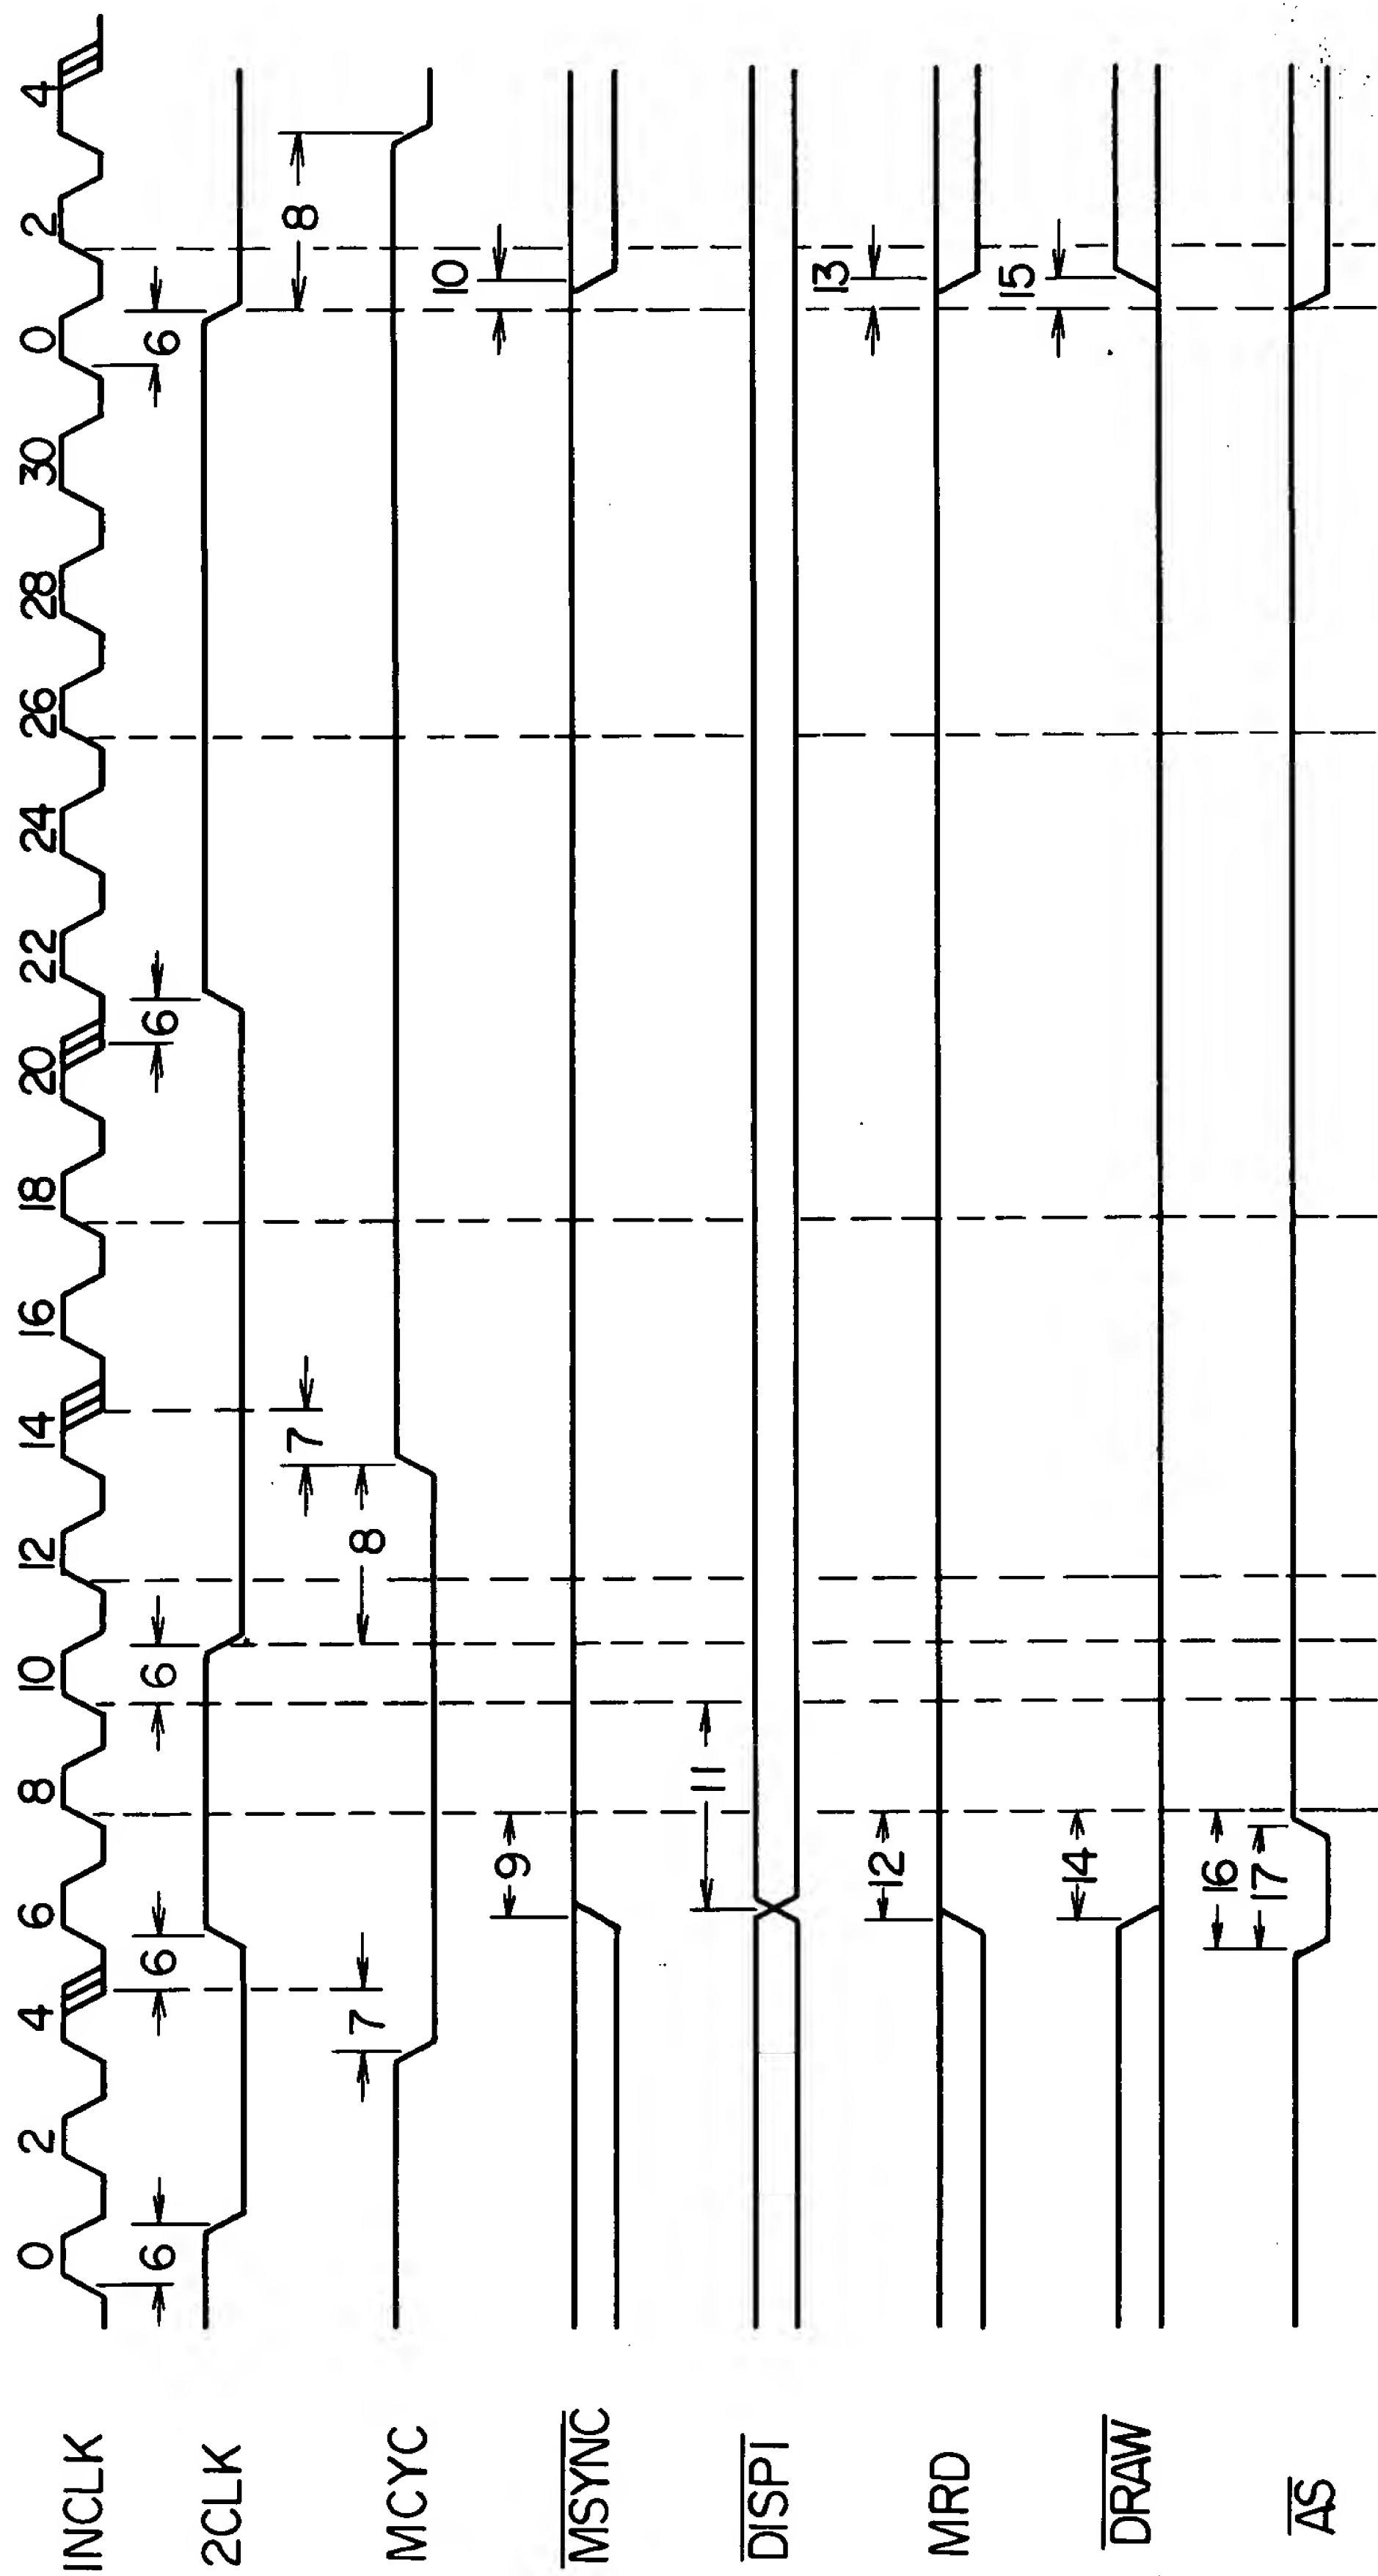 INCLK 0 2 4 6 8 10 12 14 16 18 20 22 24 26 28 30 0 2 4
2CLK 6 6 6 6 6
MCYC 7 8 7 8
MSYNC 9 10
DISP1 11
MRD 12 13
DRAW 14 15
AS 16 17